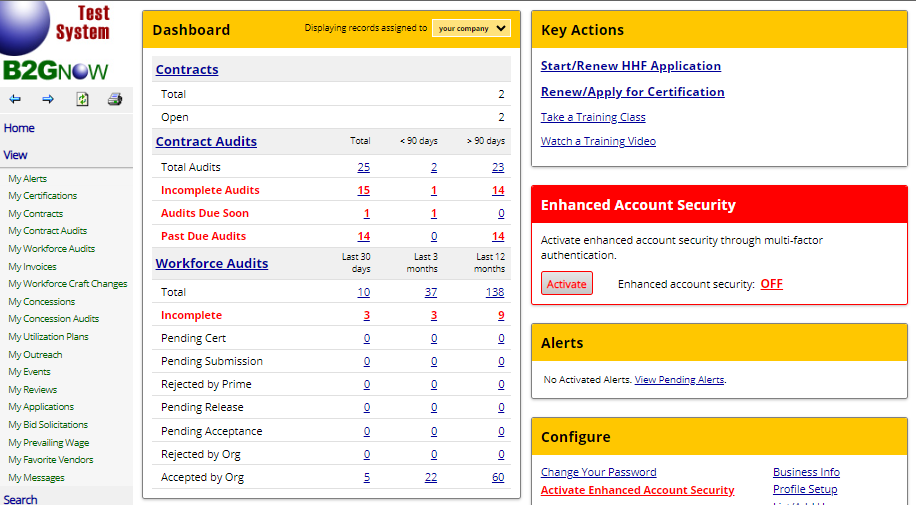 Test
System
B2GNOW
Home
View
My Alerts
My Certifications
My Contracts
My Contract Audits
My Workforce Audits
My Invoices
My Workforce Craft Changes
My Concessions
My Concession Audits
My Utilization Plans
My Outreach
My Events
My Reviews
My Applications
My Bid Solicitations
My Prevailing Wage
My Favorite Vendors
My Messages
Search
Dashboard Displaying records assigned to your company
Contracts
Total 2
Open 2
Contract Audits Total < 90 days > 90 days
Total Audits 25 2 23
Incomplete Audits 15 1 14
Audits Due Soon 1 1 0
Past Due Audits 14 0 14
Workforce Audits Last 30 days Last 3 months Last 12 months
Total 10 37 138
Incomplete 3 3 9
Pending Cert 0 0 0
Pending Submission 0 0 0
Rejected by Prime 0 0 0
Pending Release 0 0 0
Pending Acceptance 0 0 0
Rejected by Org 0 0 0
Accepted by Org 5 22 60
Key Actions
Start/Renew HHF Application
Renew/Apply for Certification
Take a Training Class
Watch a Training Video
Enhanced Account Security
Activate enhanced account security through multi-factor
authentication.
Activate Enhanced account security: OFF
Alerts
No Activated Alerts. View Pending Alerts.
Configure
Change Your Password Business Info
Activate Enhanced Account Security Profile Setup